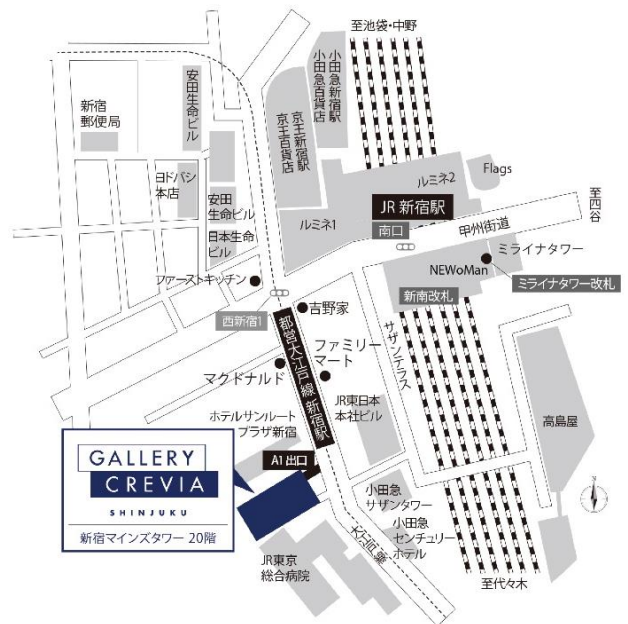 至池袋・中野
小田急新宿駅
小田急百貨店
京王新宿駅
京王百貨店
安田生命ビル
新宿
郵便局
ヨドバシ
本店
安田
生命ビル
日本生命
ビル
ルミネ2
Flags
JR 新宿駅
南口
ルミネ1
甲州街道
至四谷
ミライナタワー
NEWoMan
ミライナタワー改札
新南改札
ファーストキッチン
西新宿1
吉野家
サザンテラス
都営大江戸線 新宿駅
ファミリー
マート
マクドナルド
JR東日本
本社ビル
ホテルサンルート
プラザ新宿
高島屋
A1出口
GALLERY
CREVIA
SHINJUKU
新宿マインズタワー 20階
小田急
サザンタワー
小田急
センチュリー
ホテル
大江戸線
JR東京
総合病院
至代々木
N